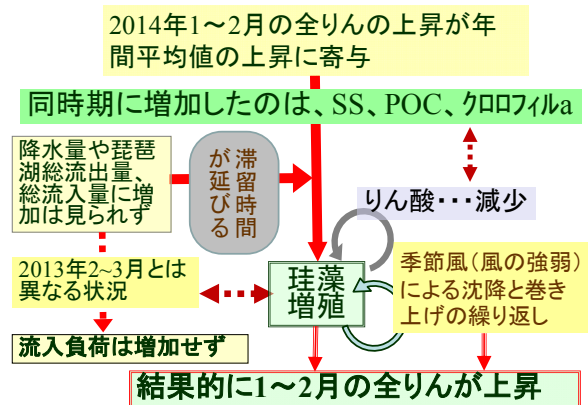 2014年1～2月の全りんの上昇が年
間平均値の上昇に寄与
同時期に増加したのは、SS、POC、クロロフィルa
降水量や琵琶
湖総流出量、
総流入量に増
加は見られず
滞留時間
が延びる
りん酸・・・減少
2013年2~3月とは
異なる状況
珪藻
増殖
季節風（風の強弱）
による沈降と巻き
上げの繰り返し
流入負荷は増加せず
結果的に1～2月の全りんが上昇